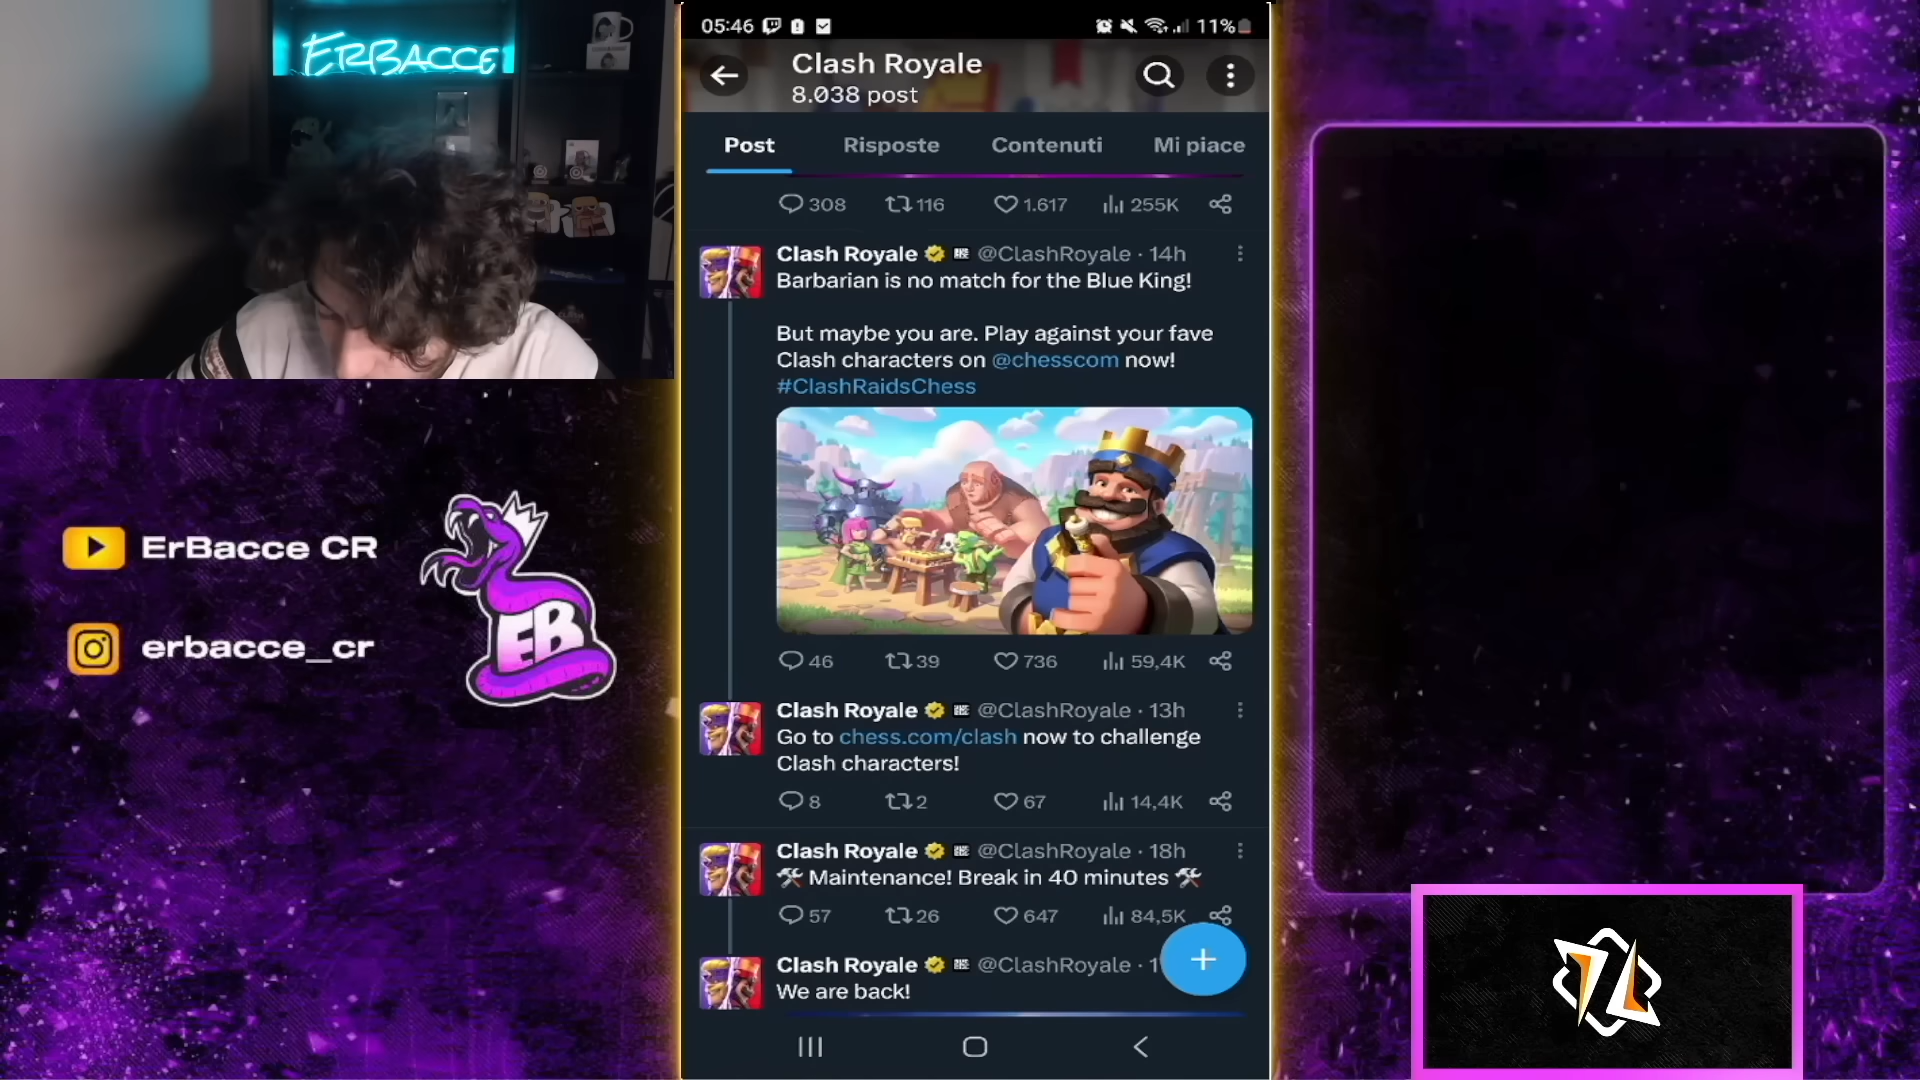 ERBACCE
05:46
11%
Clash Royale
8.038 post
Post
Risposte
Contenuti
Mi piace
308
116
1.617
255K
Clash Royale @ClashRoyale · 14h
Barbarian is no match for the Blue King!
But maybe you are. Play against your fave
Clash characters on @chesscom now!
#ClashRaidsChess
46
39
736
59,4K
Clash Royale @ClashRoyale · 13h
Go to chess.com/clash now to challenge
Clash characters!
8
2
67
14,4K
Clash Royale @ClashRoyale · 18h
🛠 Maintenance! Break in 40 minutes 🛠
57
26
647
84,5K
Clash Royale @ClashRoyale · 1
We are back!
ErBacce CR
erbacce_cr
EB